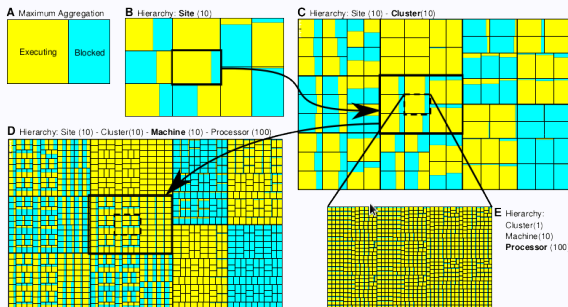 A Maximum Aggregation
Executing
Blocked
B Hierarchy: Site (10)
C Hierarchy: Site (10) - Cluster(10)
D Hierarchy: Site (10) - Cluster(10) - Machine (10) - Processor (100)
E Hierarchy:
Cluster(1)
Machine(10)
Processor (100